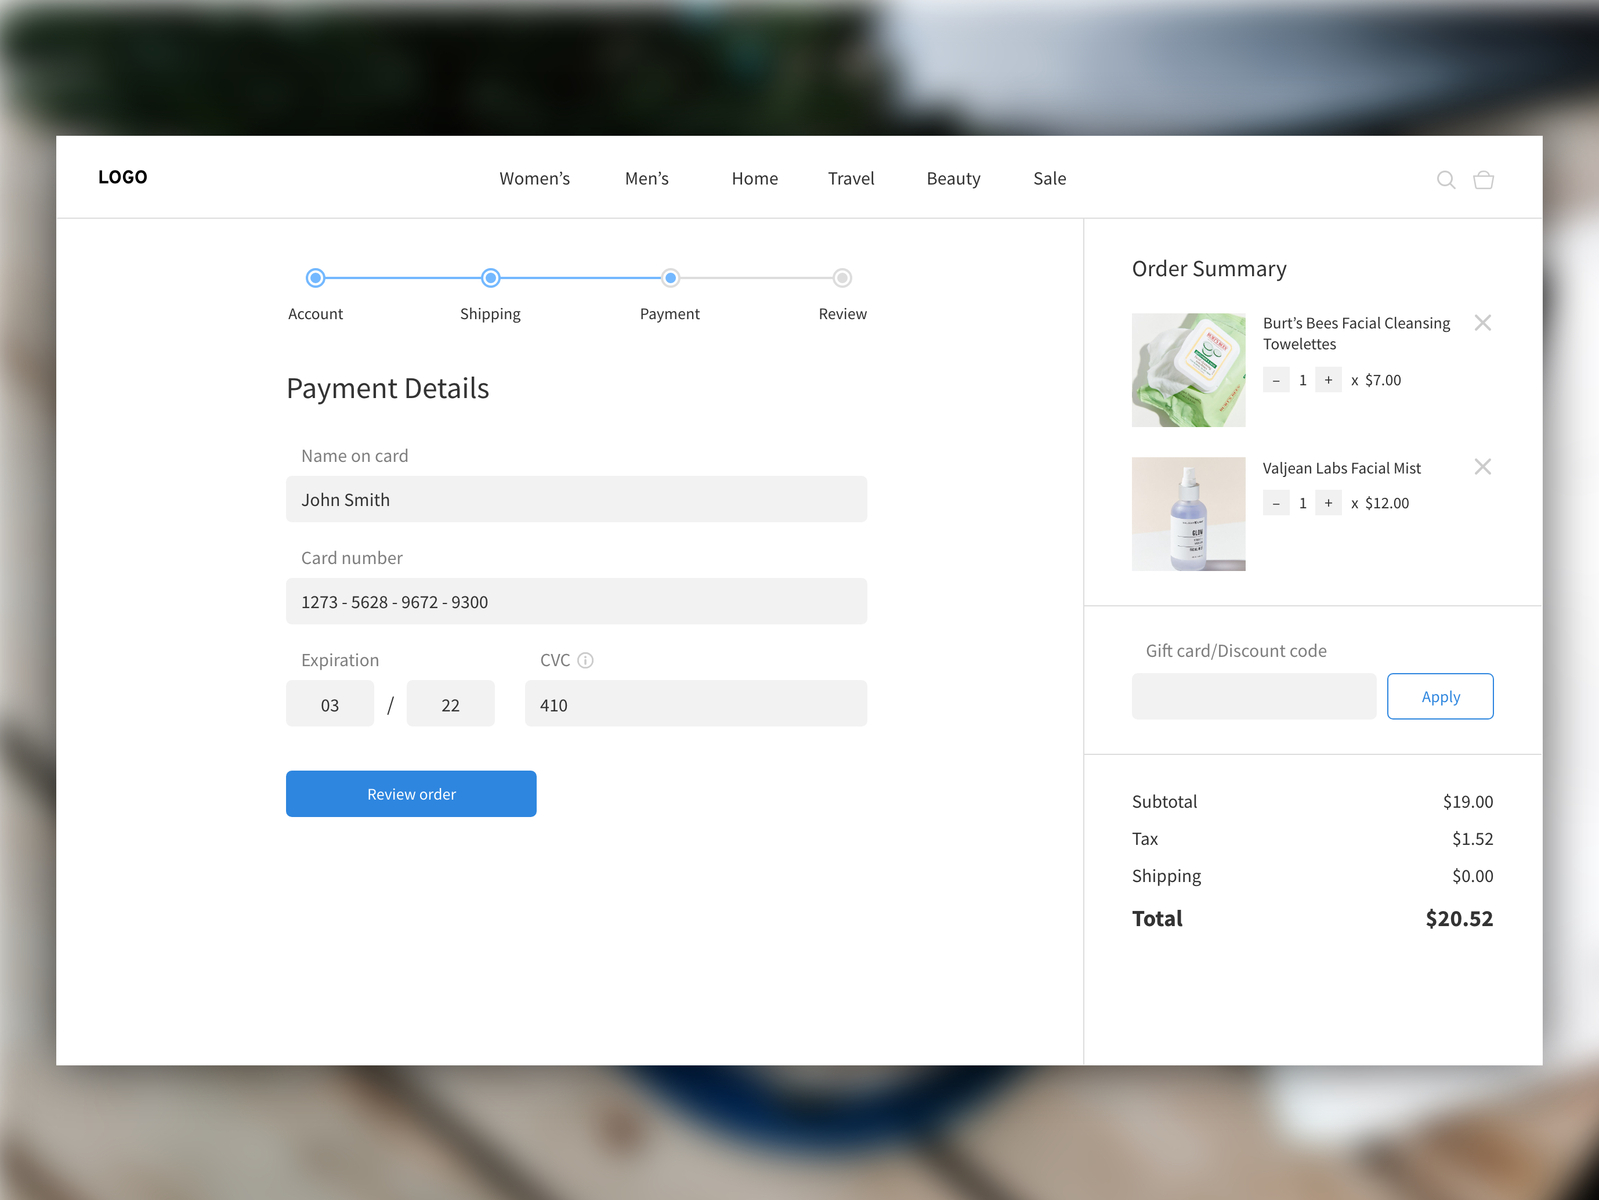 LOGO
Women’s
Men’s
Home
Travel
Beauty
Sale
Account
Shipping
Payment
Review
Payment Details
Name on card
John Smith
Card number
1273 - 5628 - 9672 - 9300
Expiration
CVC
03 / 22
410
Review order
Order Summary
Burt’s Bees Facial Cleansing
Towelettes
– 1 + x $7.00
BURT'S BEES
Valjean Labs Facial Mist
– 1 + x $12.00
GLOW
Gift card/Discount code
Apply
Subtotal $19.00
Tax $1.52
Shipping $0.00
Total $20.52